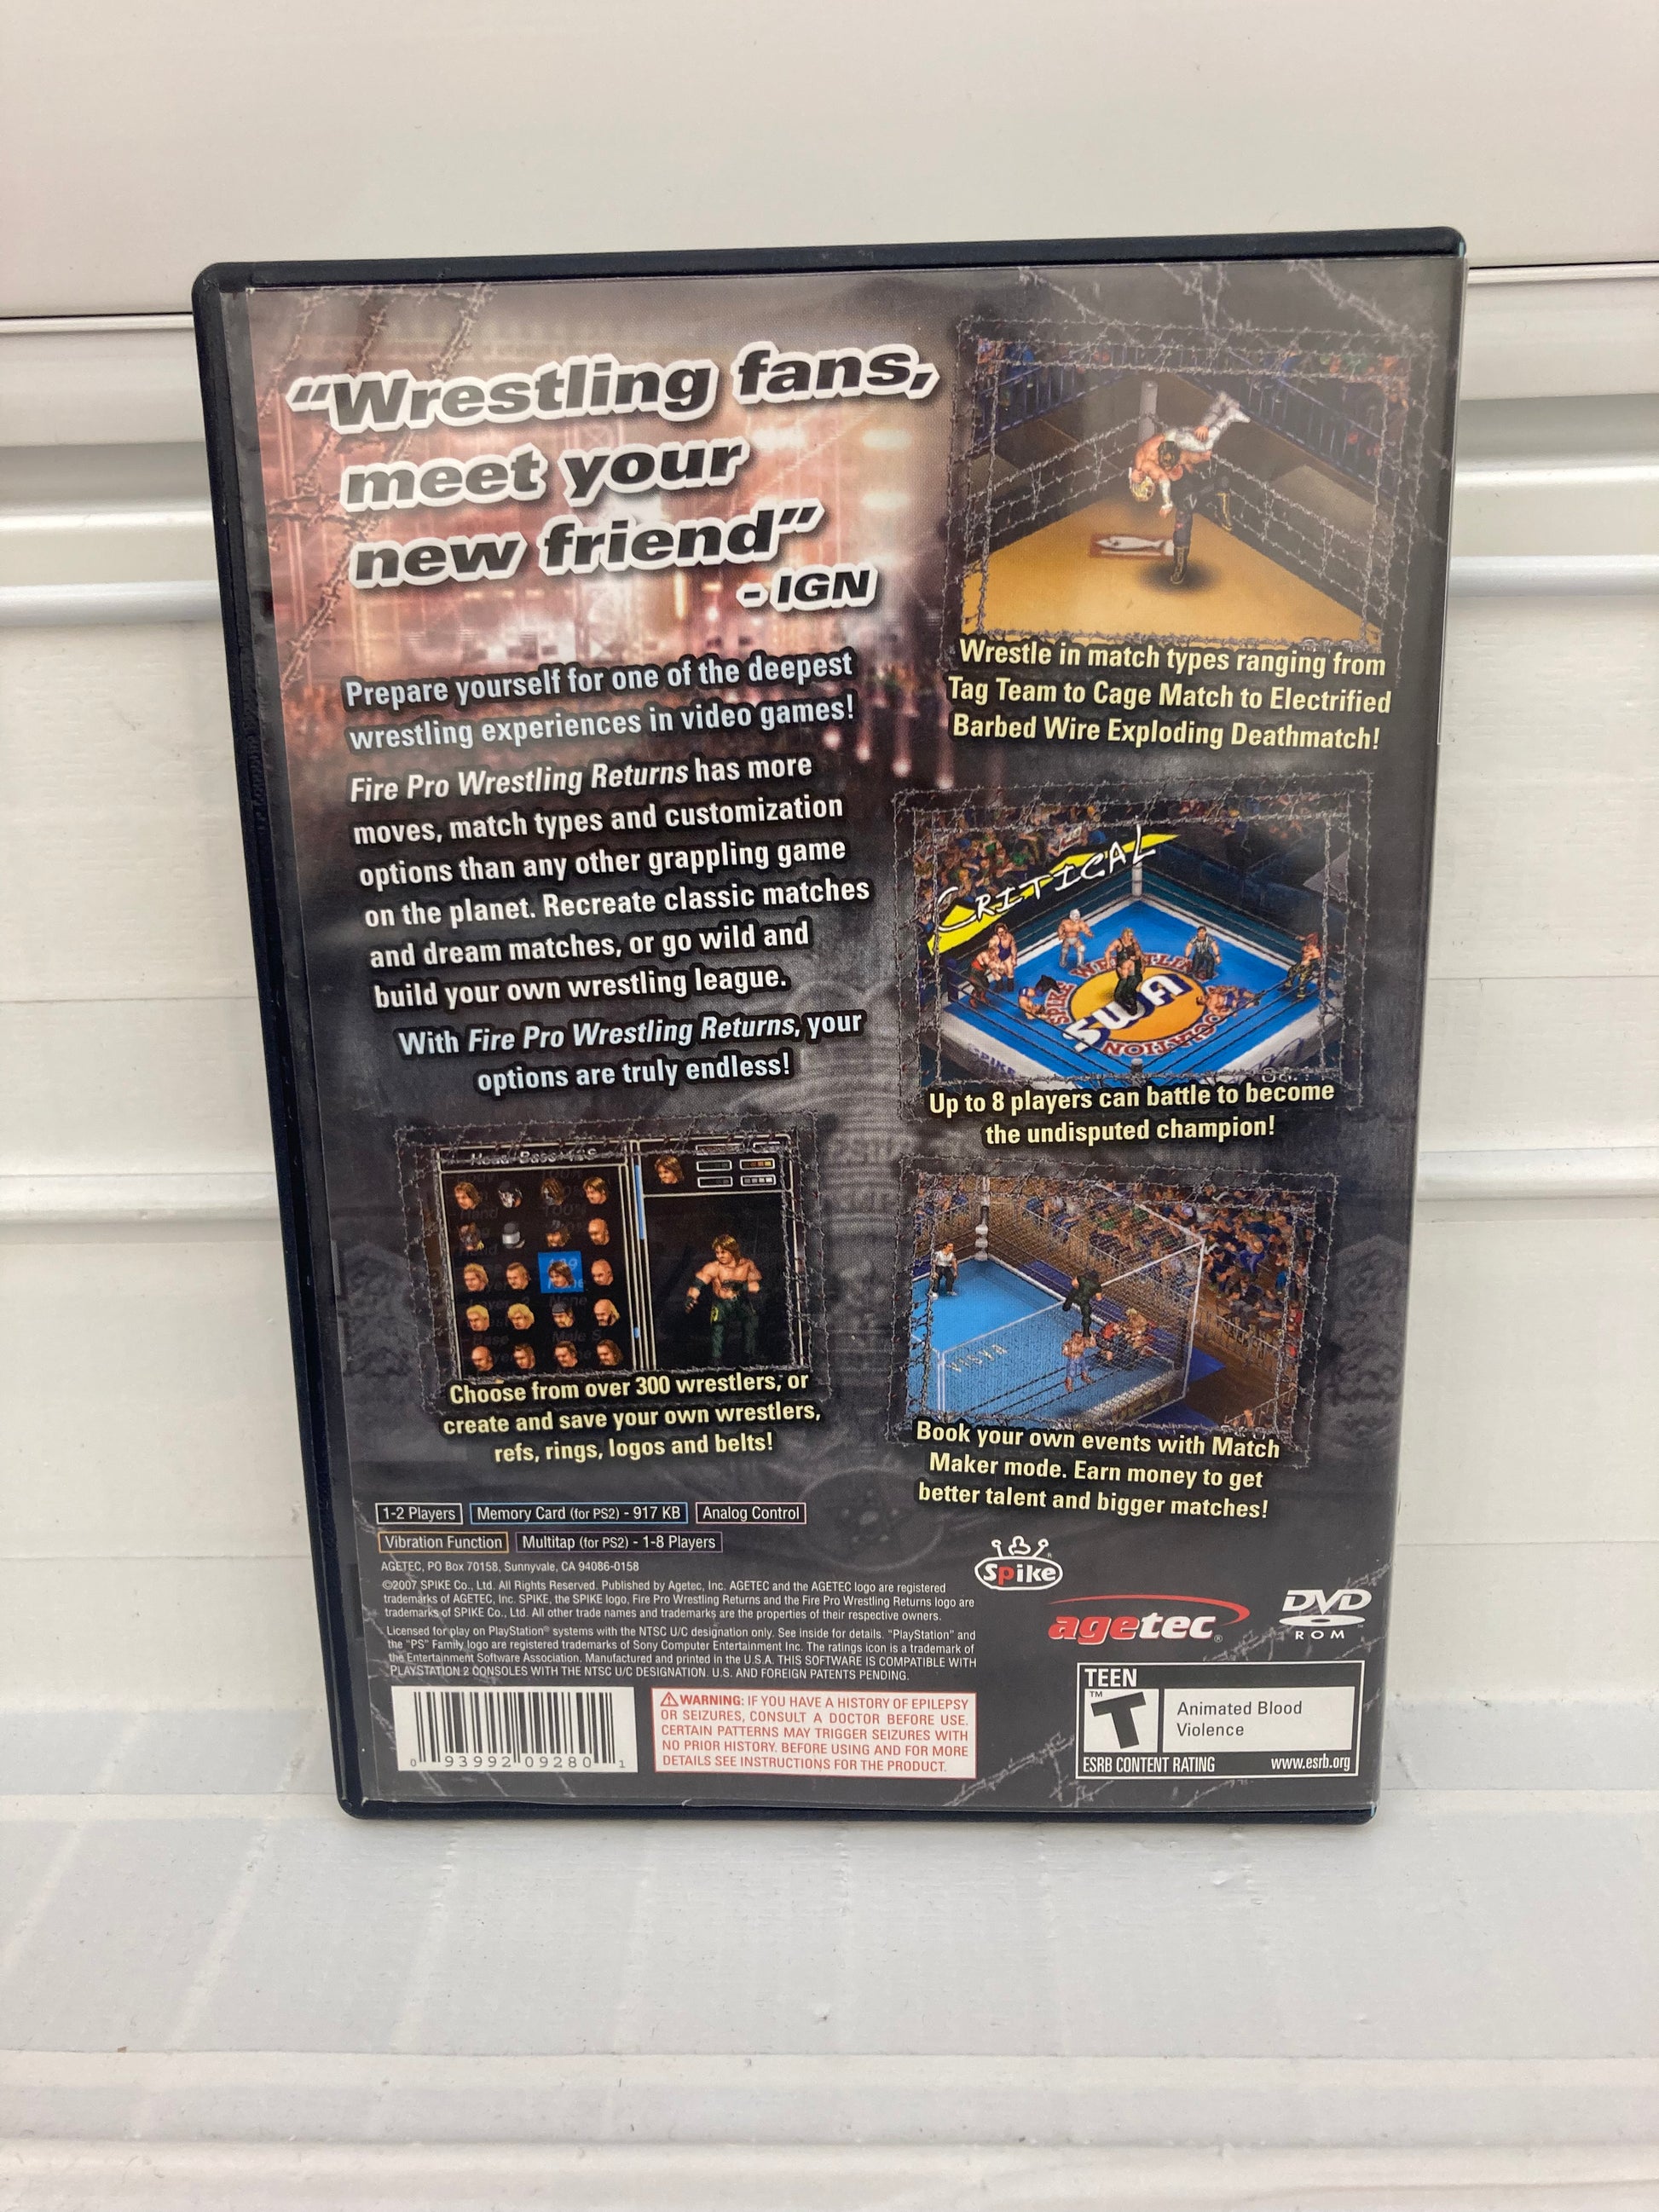 “Wrestling fans,
meet your
new friend”
- IGN
Prepare yourself for one of the deepest
wrestling experiences in video games!
Fire Pro Wrestling Returns has more
moves, match types and customization
options than any other grappling game
on the planet. Recreate classic matches
and dream matches, or go wild and
build your own wrestling league.
With Fire Pro Wrestling Returns, your
options are truly endless!
Wrestle in match types ranging from
Tag Team to Cage Match to Electrified
Barbed Wire Exploding Deathmatch!
CRITICAL
SPIKE WRESTLING
SWA
Up to 8 players can battle to become
the undisputed champion!
Choose from over 300 wrestlers, or
create and save your own wrestlers,
refs, rings, logos and belts!
Book your own events with Match
Maker mode. Earn money to get
better talent and bigger matches!
1-2 Players Memory Card (for PS2) - 917 KB Analog Control
Vibration Function Multitap (for PS2) - 1-8 Players
AGETEC, PO Box 70158, Sunnyvale, CA 94086-0158
©2007 SPIKE Co., Ltd. All Rights Reserved. Published by Agetec, Inc. AGETEC and the AGETEC logo are registered
trademarks of AGETEC, Inc. SPIKE, the SPIKE logo, Fire Pro Wrestling Returns and the Fire Pro Wrestling Returns logo are
trademarks of SPIKE Co., Ltd. All other trade names and trademarks are the properties of their respective owners.
Licensed for play on PlayStation® systems with the NTSC U/C designation only. See inside for details. "PlayStation" and
the "PS" Family logo are registered trademarks of Sony Computer Entertainment Inc. The ratings icon is a trademark of
the Entertainment Software Association. Manufactured and printed in the U.S.A. THIS SOFTWARE IS COMPATIBLE WITH
PLAYSTATION 2 CONSOLES WITH THE NTSC U/C DESIGNATION. U.S. AND FOREIGN PATENTS PENDING.
Spike
agetec®
DVD
ROM
0 93992 09280 1
WARNING: IF YOU HAVE A HISTORY OF EPILEPSY
OR SEIZURES, CONSULT A DOCTOR BEFORE USE.
CERTAIN PATTERNS MAY TRIGGER SEIZURES WITH
NO PRIOR HISTORY. BEFORE USING AND FOR MORE
DETAILS SEE INSTRUCTIONS FOR THE PRODUCT.
TEEN
T™
Animated Blood
Violence
ESRB CONTENT RATING www.esrb.org